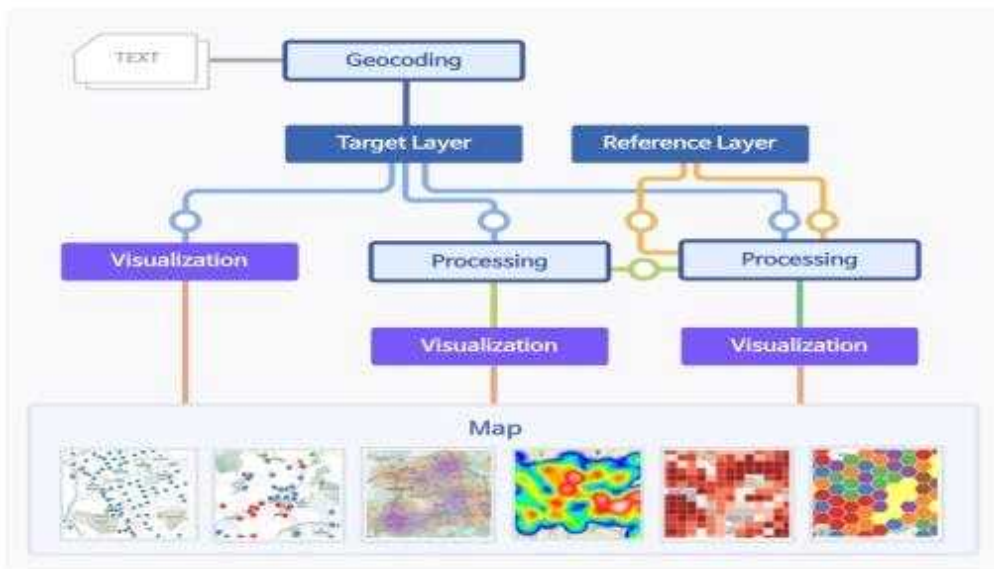 TEXT
Geocoding
Target Layer
Reference Layer
Visualization
Processing
Processing
Visualization
Visualization
Map